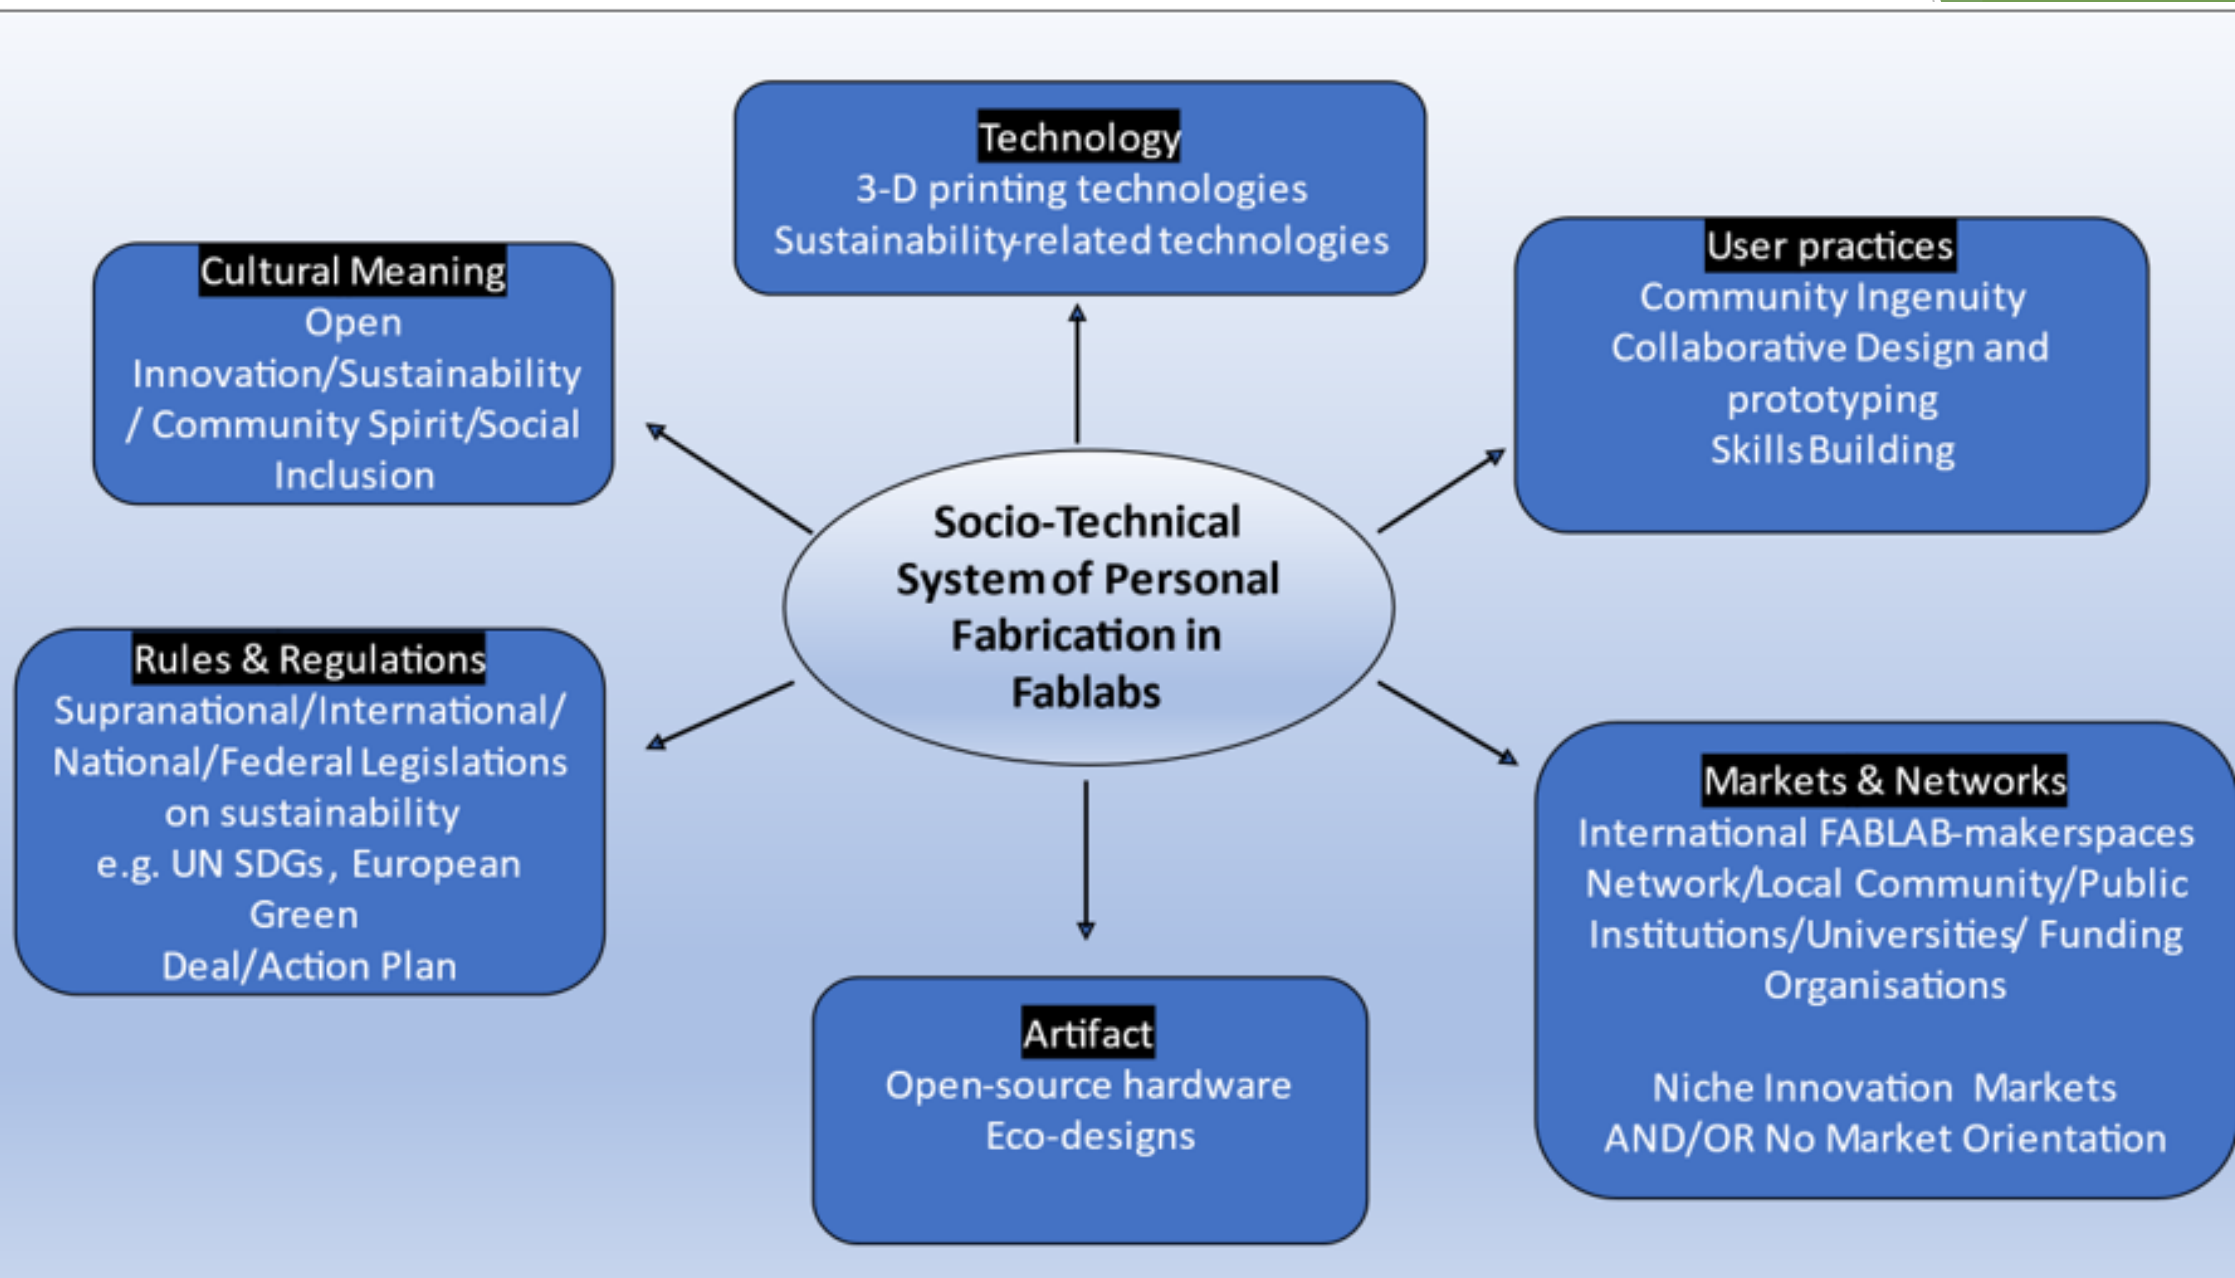 Technology
3-D printing technologies
Sustainability-related technologies
Cultural Meaning
Open
Innovation/Sustainability
/ Community Spirit/Social
Inclusion
User practices
Community Ingenuity
Collaborative Design and
prototyping
Skills Building
Socio-Technical
System of Personal
Fabrication in
Fablabs
Rules & Regulations
Supranational/International/
National/Federal Legislations
on sustainability
e.g. UN SDGs, European
Green
Deal/Action Plan
Markets & Networks
International FABLAB-makerspaces
Network/Local Community/Public
Institutions/Universities/ Funding
Organisations
Niche Innovation Markets
AND/OR No Market Orientation
Artifact
Open-source hardware
Eco-designs